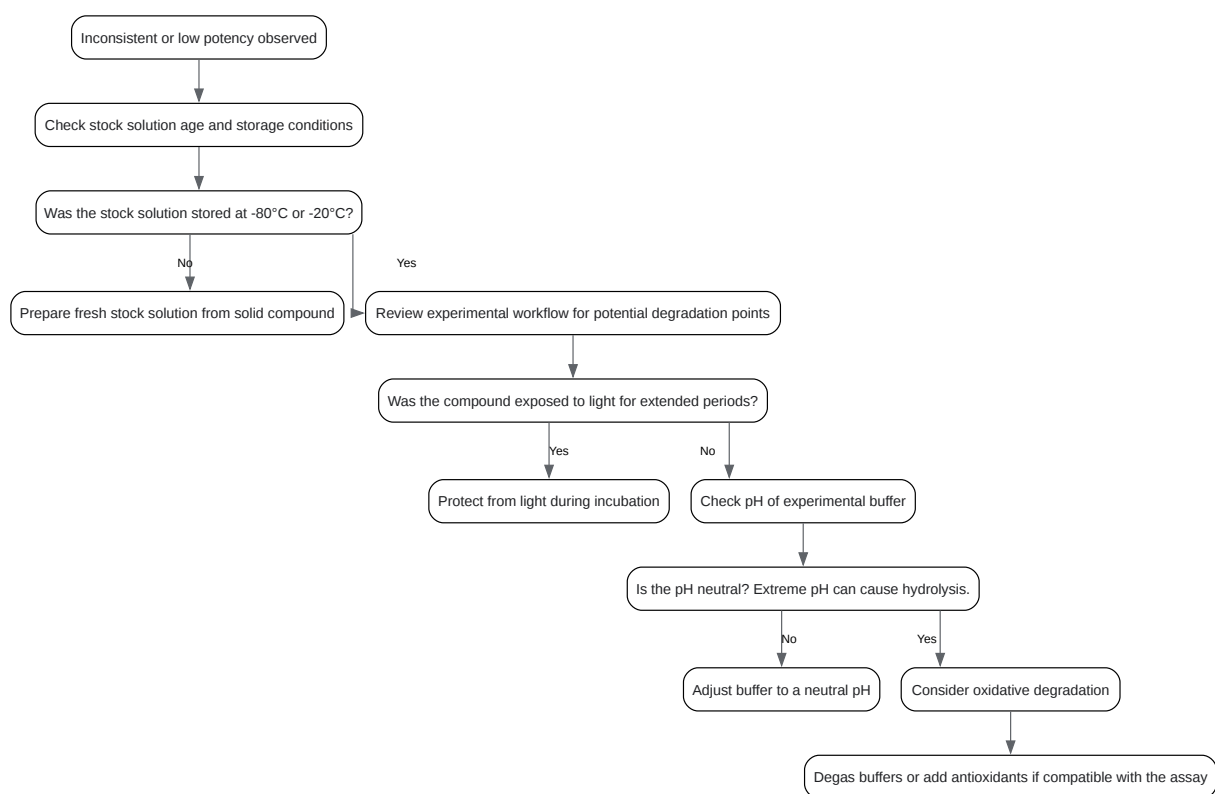 Inconsistent or low potency observed
Check stock solution age and storage conditions
Was the stock solution stored at -80°C or -20°C?
No
Yes
Prepare fresh stock solution from solid compound
Review experimental workflow for potential degradation points
Was the compound exposed to light for extended periods?
Yes
No
Protect from light during incubation
Check pH of experimental buffer
Is the pH neutral? Extreme pH can cause hydrolysis.
No
Yes
Adjust buffer to a neutral pH
Consider oxidative degradation
Degas buffers or add antioxidants if compatible with the assay